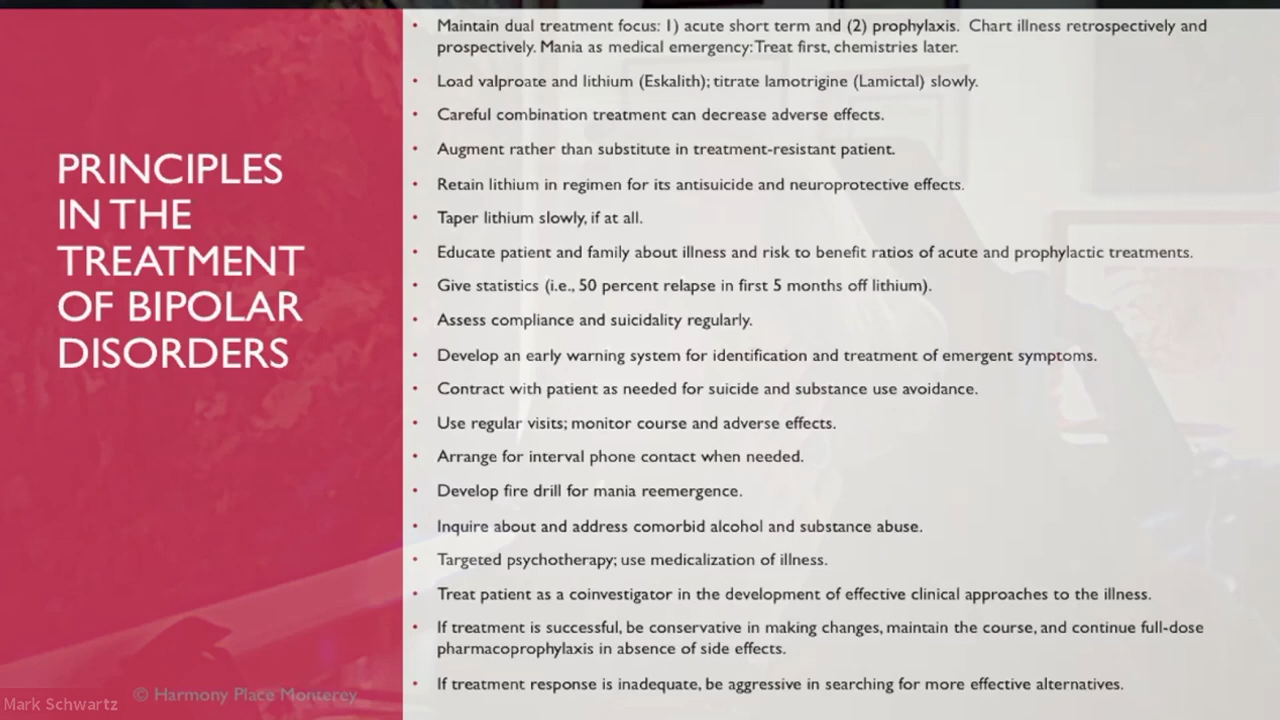 PRINCIPLES
IN THE
TREATMENT
OF BIPOLAR
DISORDERS
• Maintain dual treatment focus: 1) acute short term and (2) prophylaxis. Chart illness retrospectively and
prospectively. Mania as medical emergency: Treat first, chemistries later.
• Load valproate and lithium (Eskalith); titrate lamotrigine (Lamictal) slowly.
• Careful combination treatment can decrease adverse effects.
• Augment rather than substitute in treatment-resistant patient.
• Retain lithium in regimen for its antisuicide and neuroprotective effects.
• Taper lithium slowly, if at all.
• Educate patient and family about illness and risk to benefit ratios of acute and prophylactic treatments.
• Give statistics (i.e., 50 percent relapse in first 5 months off lithium).
• Assess compliance and suicidality regularly.
• Develop an early warning system for identification and treatment of emergent symptoms.
• Contract with patient as needed for suicide and substance use avoidance.
• Use regular visits; monitor course and adverse effects.
• Arrange for interval phone contact when needed.
• Develop fire drill for mania reemergence.
• Inquire about and address comorbid alcohol and substance abuse.
• Targeted psychotherapy; use medicalization of illness.
• Treat patient as a coinvestigator in the development of effective clinical approaches to the illness.
• If treatment is successful, be conservative in making changes, maintain the course, and continue full-dose
pharmacoprophylaxis in absence of side effects.
• If treatment response is inadequate, be aggressive in searching for more effective alternatives.
© Harmony Place Monterey
Mark Schwartz